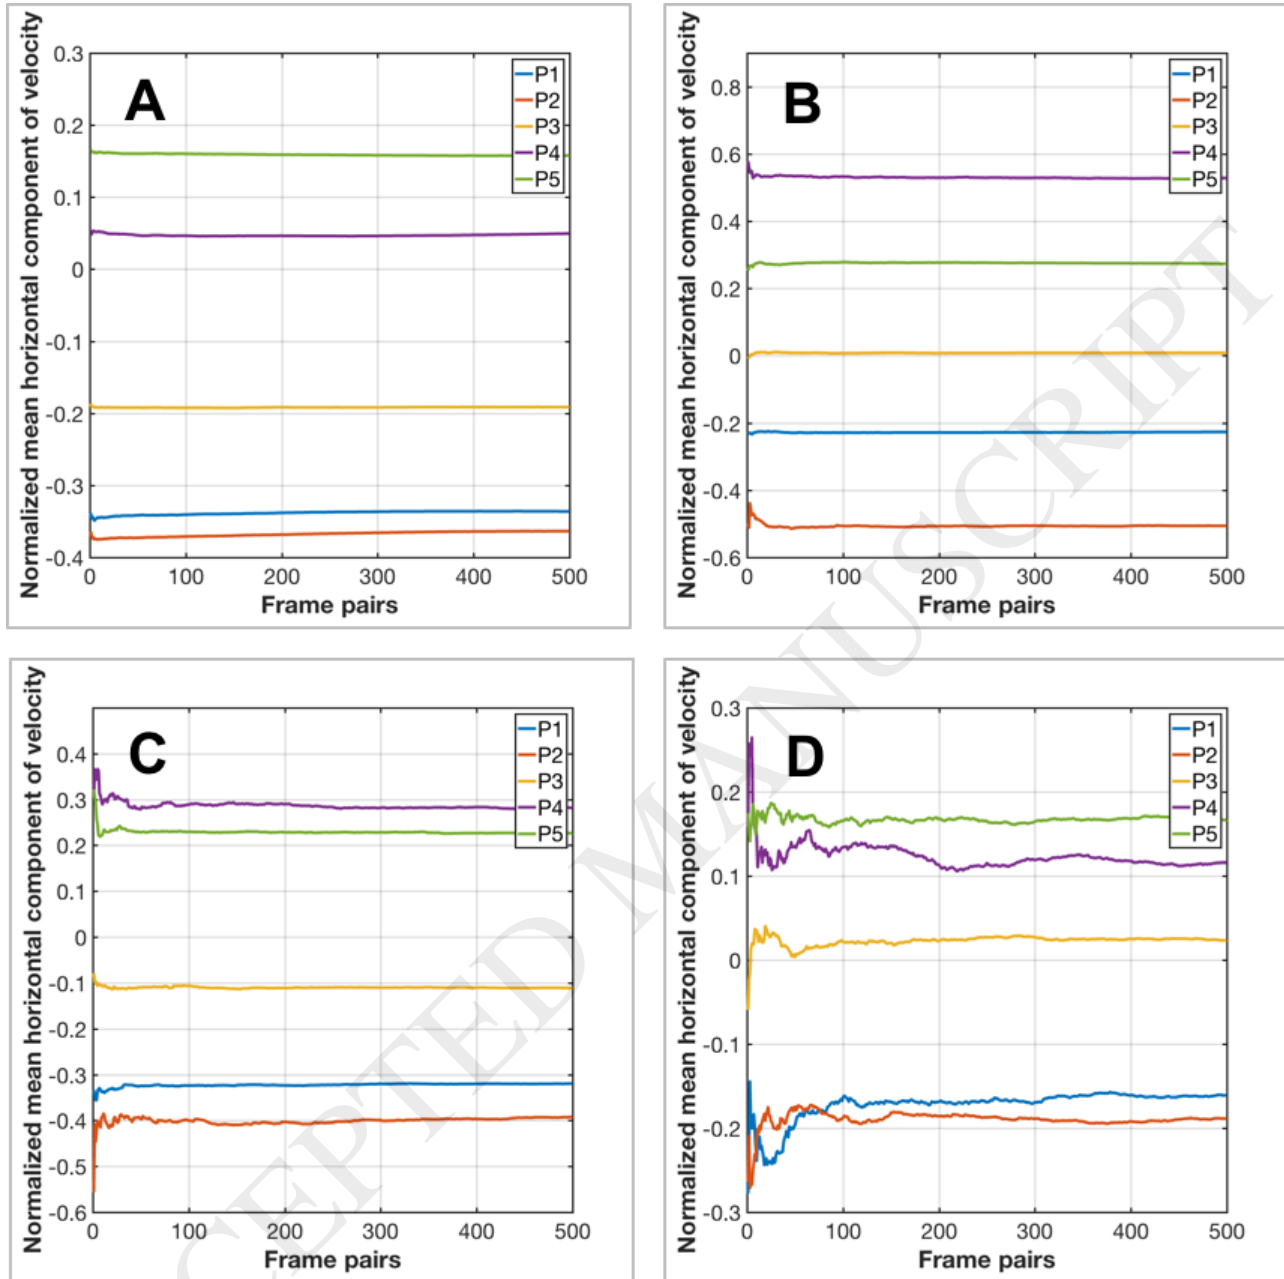 Normalized mean horizontal component of velocity
A
0.3
0.2
0.1
0
-0.1
-0.2
-0.3
-0.4
0 100 200 300 400 500
Frame pairs
P1
P2
P3
P4
P5
Normalized mean horizontal component of velocity
B
0.8
0.6
0.4
0.2
0
-0.2
-0.4
-0.6
0 100 200 300 400 500
Frame pairs
P1
P2
P3
P4
P5
Normalized mean horizontal component of velocity
C
0.4
0.3
0.2
0.1
0
-0.1
-0.2
-0.3
-0.4
-0.5
-0.6
0 100 200 300 400 500
Frame pairs
P1
P2
P3
P4
P5
Normalized mean horizontal component of velocity
D
0.3
0.2
0.1
0
-0.1
-0.2
-0.3
0 100 200 300 400 500
Frame pairs
P1
P2
P3
P4
P5
CEPTED MANUSCRIPT